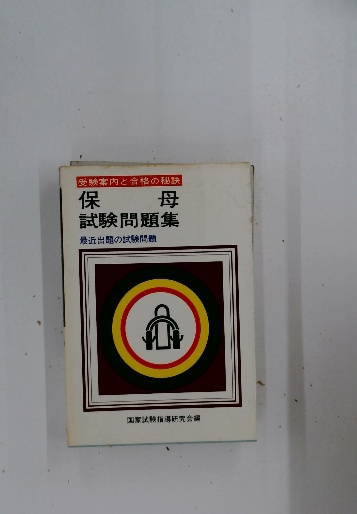 受験案内と合格の秘訣
保母
試験問題集
最近出題の試験問題
国家試験指導研究会編